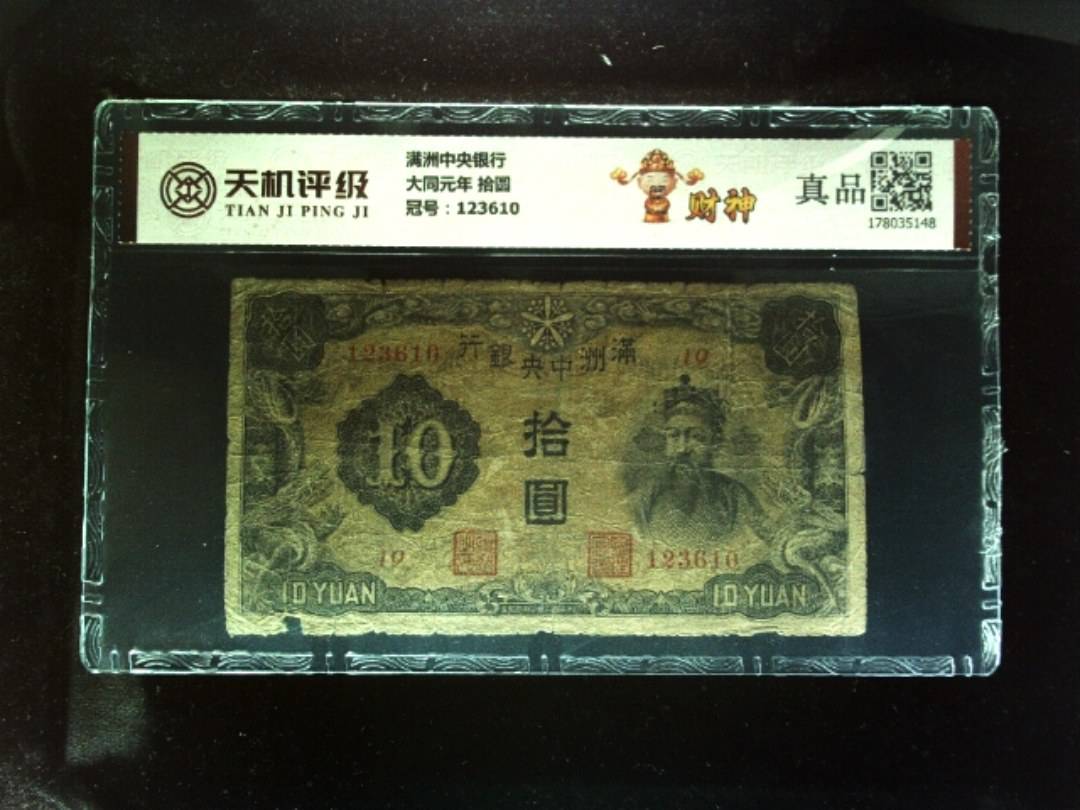 天机评级
TIAN JI PING JI
满洲中央银行
大同元年 拾圆
冠号：123610
财神
真品
178035148
123610
行銀央中洲滿
10
10
拾
圓
10
123610
10 YUAN
10 YUAN